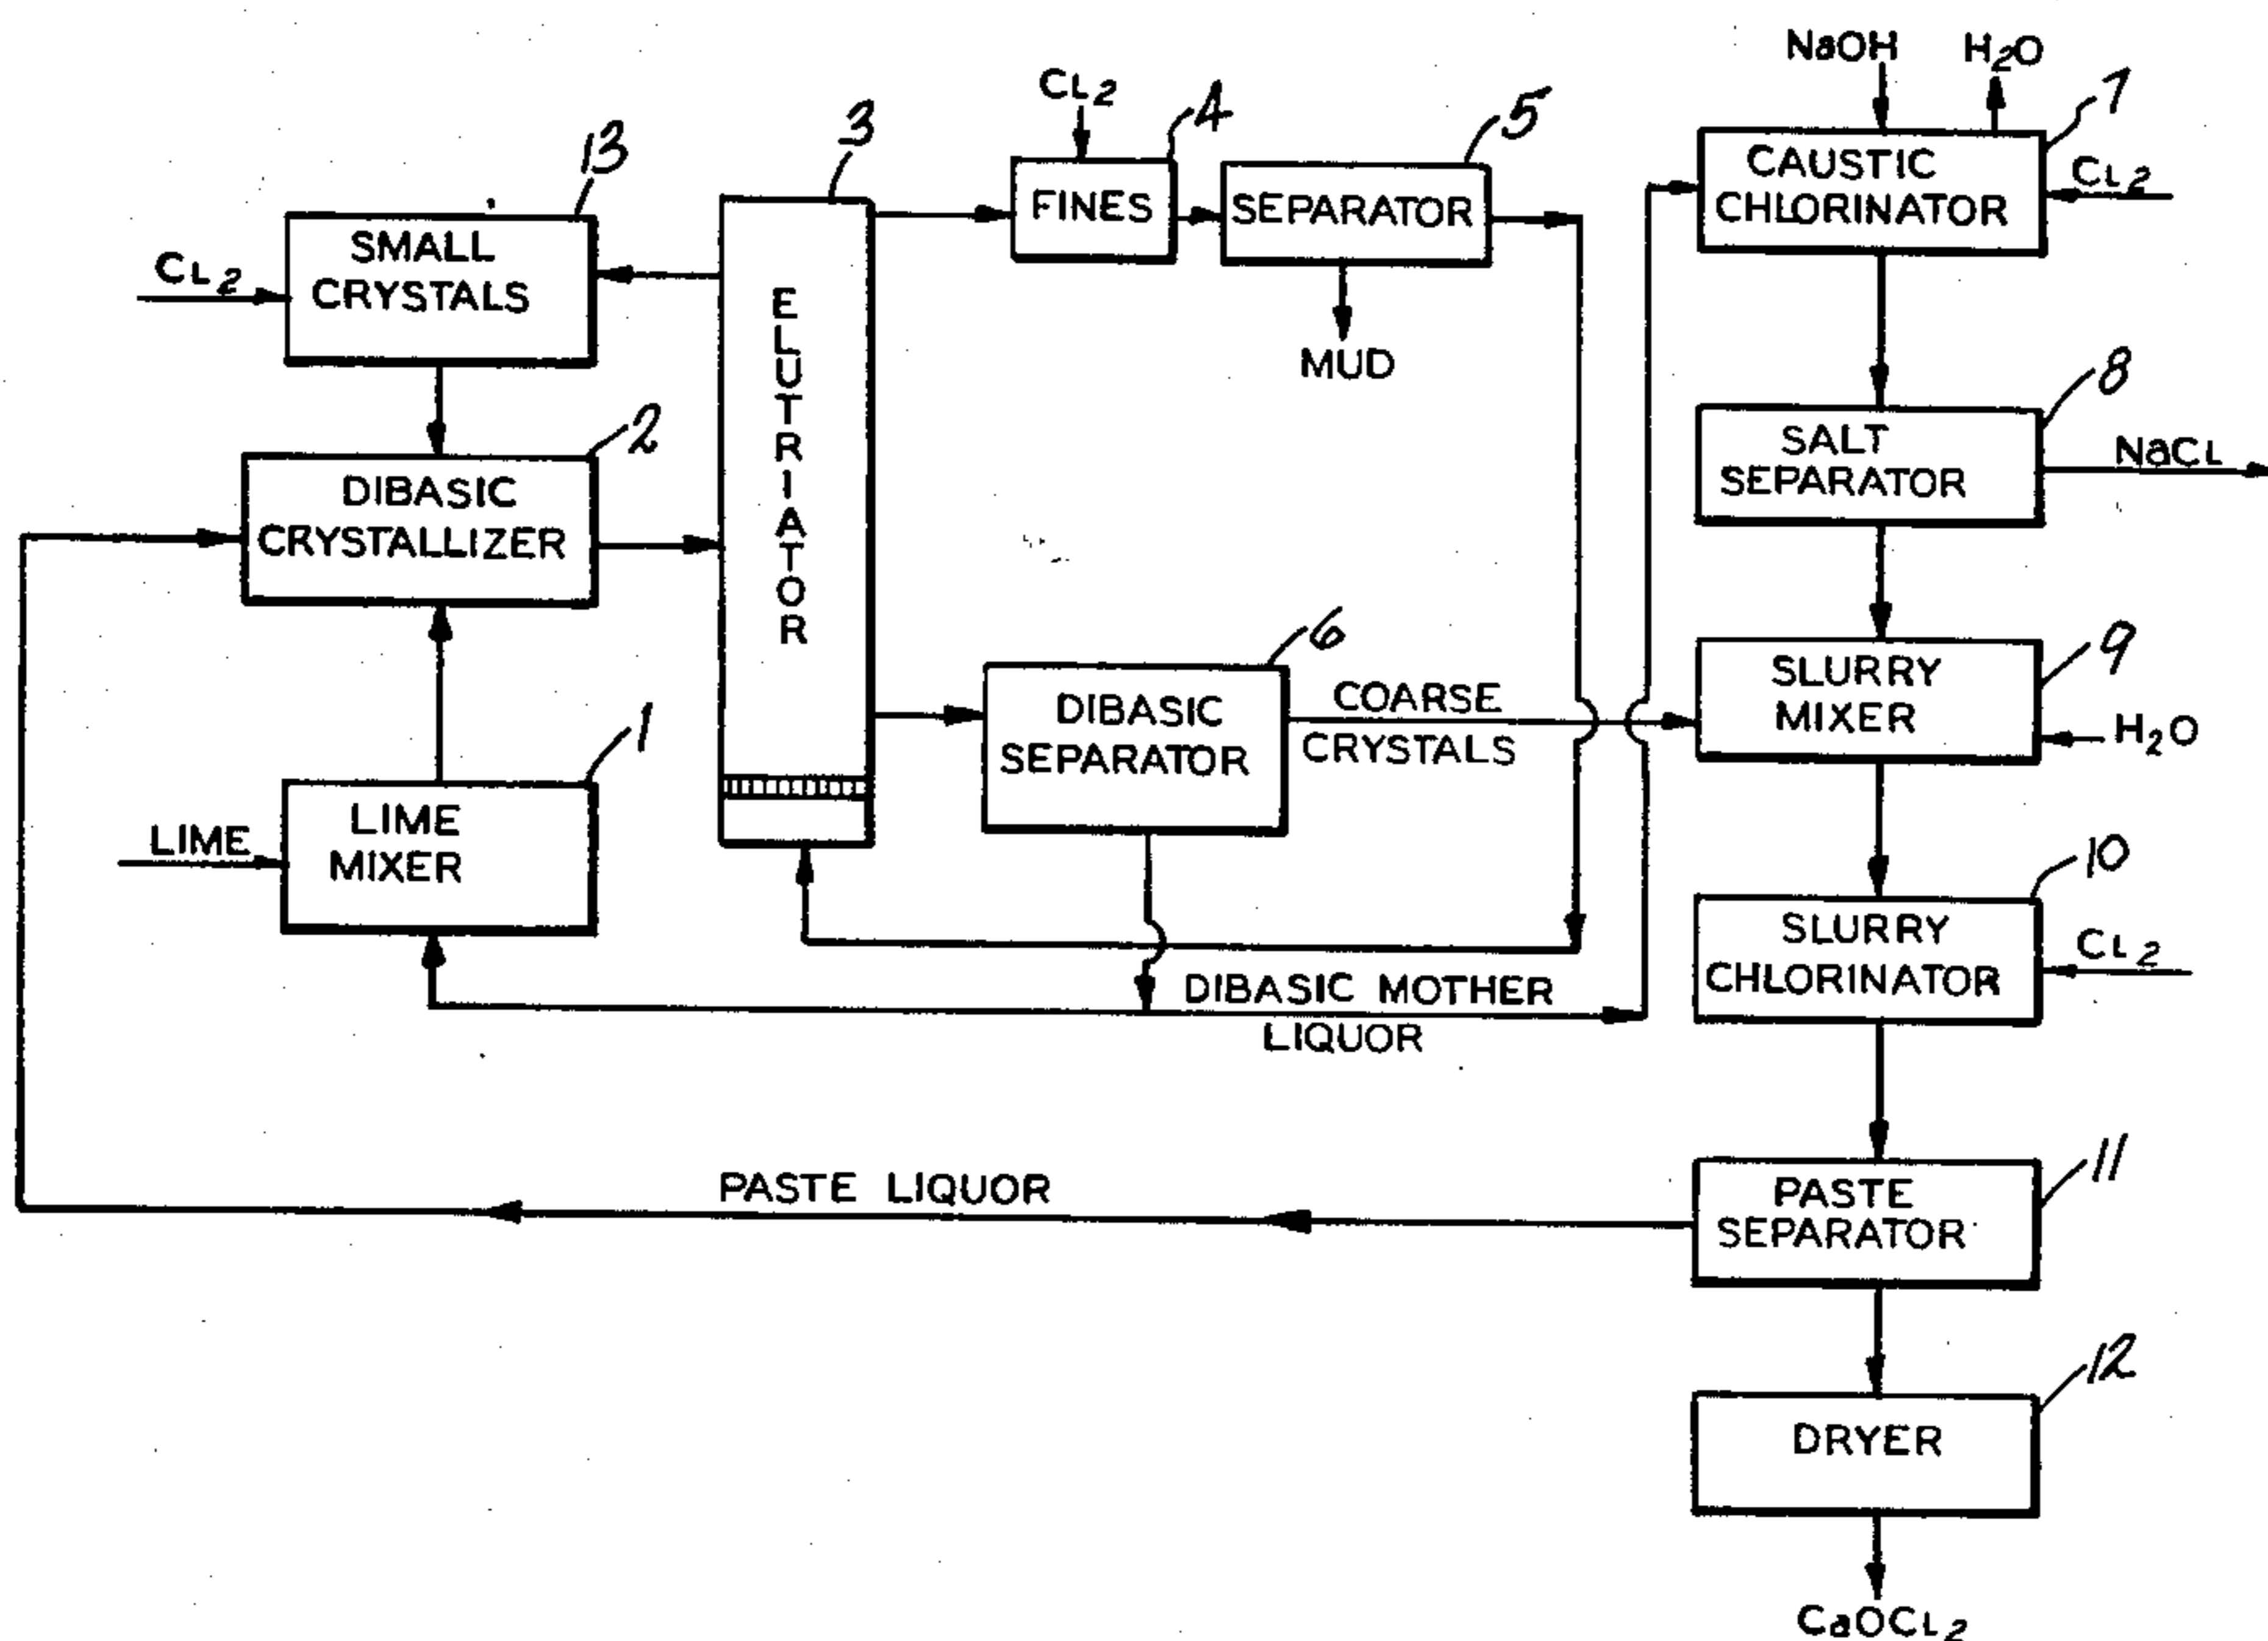 NaOH
H2O
CL2
4
5
7
3
13
CAUSTIC
CHLORINATOR
CL2
FINES
SEPARATOR
SMALL
CRYSTALS
CL2
ELUTRIATOR
MUD
8
2
SALT
SEPARATOR
NaCL
DIBASIC
CRYSTALLIZER
6
9
SLURRY
MIXER
H2O
DIBASIC
SEPARATOR
COARSE
CRYSTALS
1
LIME
LIME
MIXER
10
SLURRY
CHLORINATOR
CL2
DIBASIC MOTHER
LIQUOR
11
PASTE LIQUOR
PASTE
SEPARATOR
12
DRYER
CaOCL2